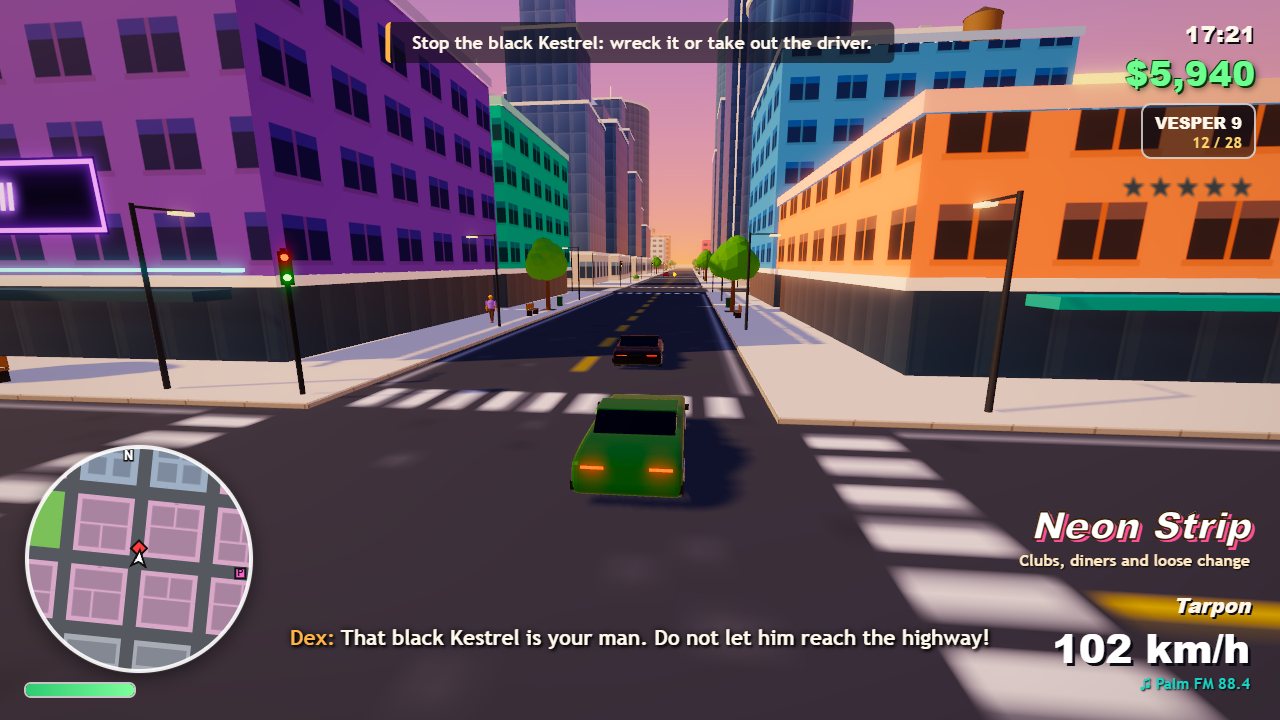 Stop the black Kestrel: wreck it or take out the driver.
17:21
$5,940
VESPER 9
12 / 28
N
P
Neon Strip
Clubs, diners and loose change
Tarpon
Dex: That black Kestrel is your man. Do not let him reach the highway!
102 km/h
♫ Palm FM 88.4